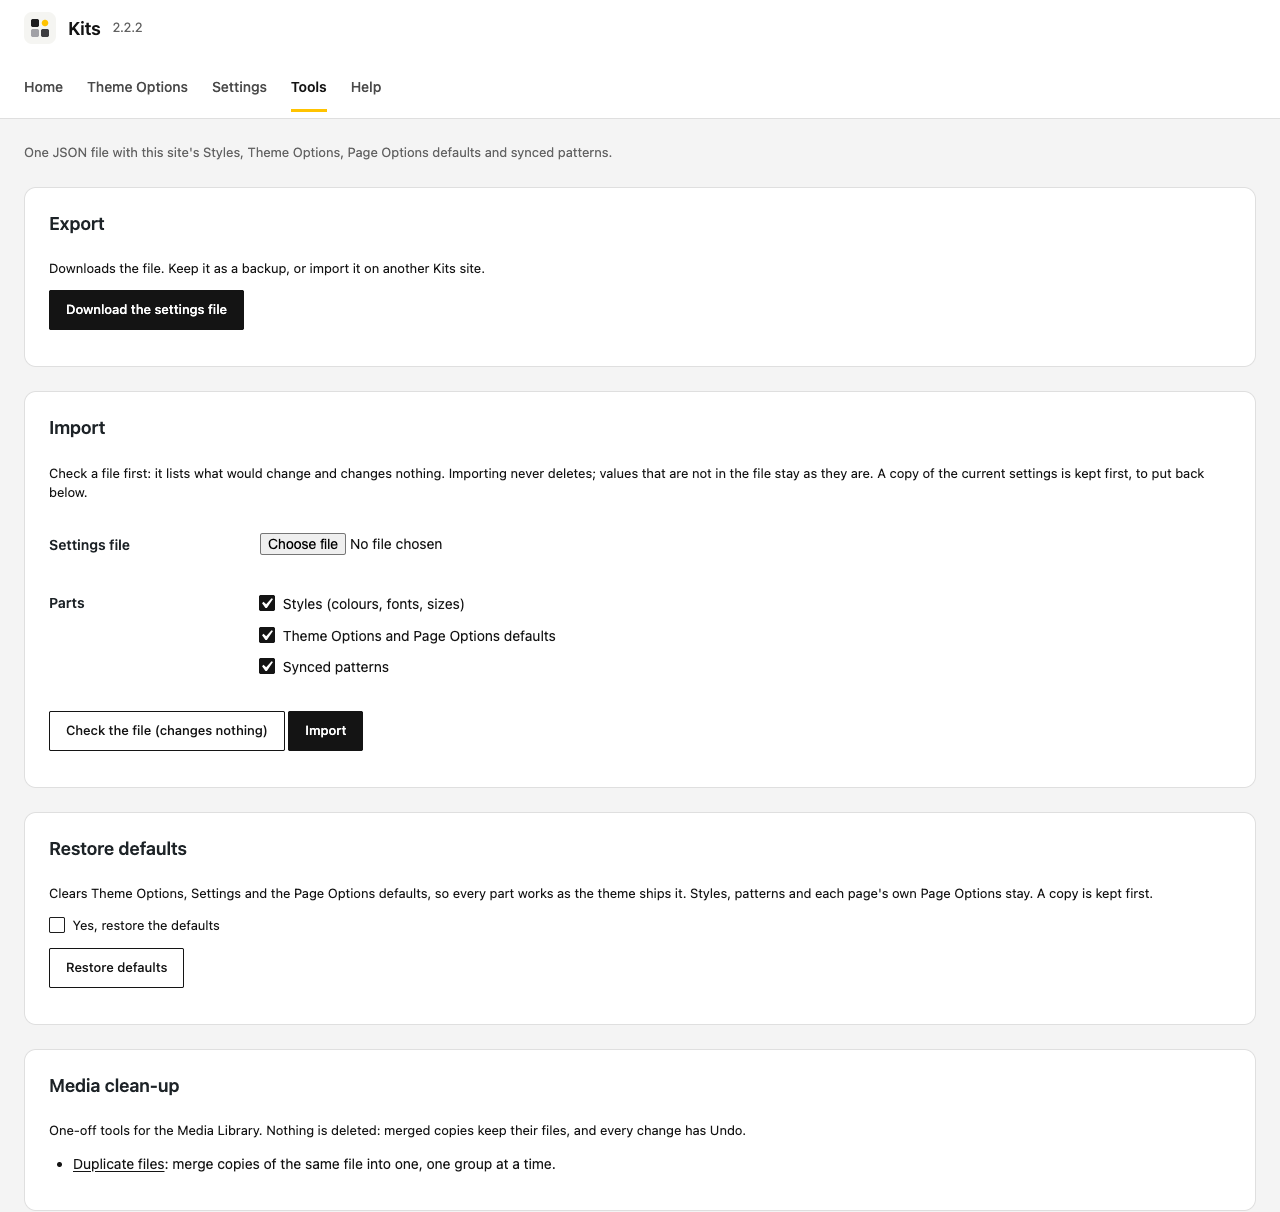 Kits 2.2.2
Home Theme Options Settings Tools Help
One JSON file with this site's Styles, Theme Options, Page Options defaults and synced patterns.
Export
Downloads the file. Keep it as a backup, or import it on another Kits site.
Download the settings file
Import
Check a file first: it lists what would change and changes nothing. Importing never deletes; values that are not in the file stay as they are. A copy of the current settings is kept first, to put back
below.
Settings file Choose file No file chosen
Parts Styles (colours, fonts, sizes)
Theme Options and Page Options defaults
Synced patterns
Check the file (changes nothing) Import
Restore defaults
Clears Theme Options, Settings and the Page Options defaults, so every part works as the theme ships it. Styles, patterns and each page's own Page Options stay. A copy is kept first.
Yes, restore the defaults
Restore defaults
Media clean-up
One-off tools for the Media Library. Nothing is deleted: merged copies keep their files, and every change has Undo.
• Duplicate files: merge copies of the same file into one, one group at a time.